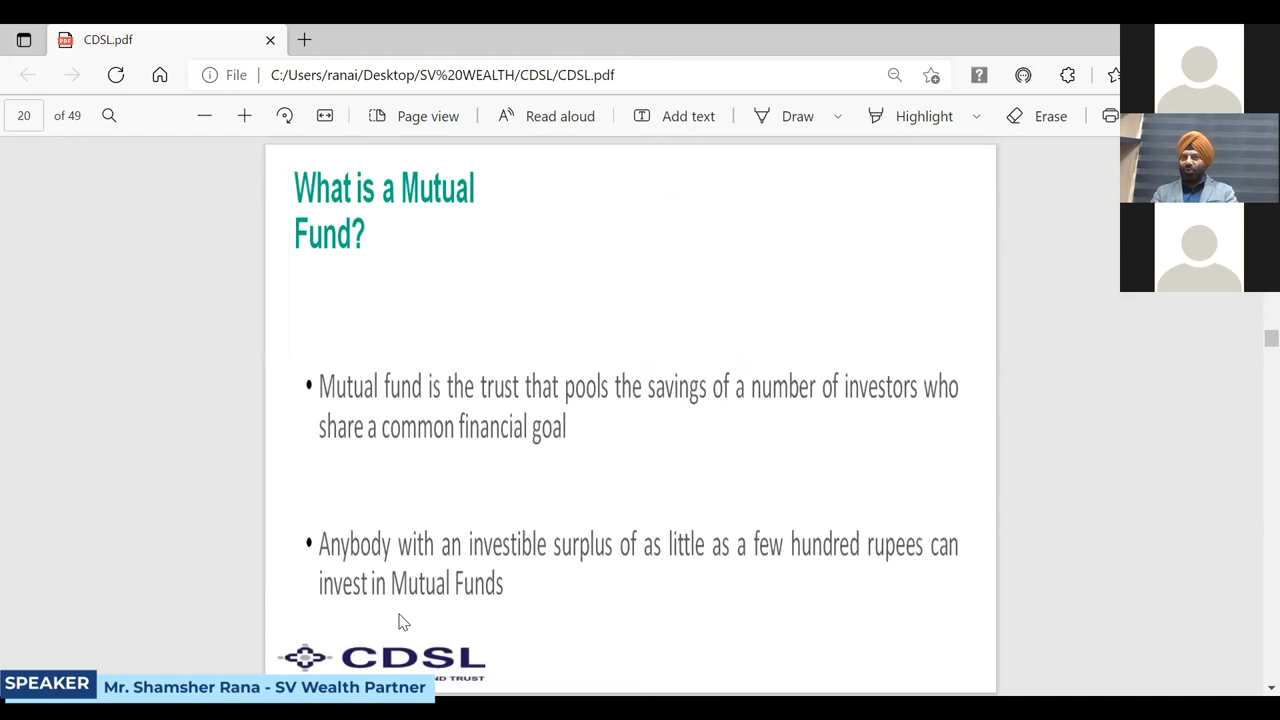 CDSL.pdf
File
C:/Users/ranai/Desktop/SV%20WEALTH/CDSL/CDSL.pdf
20 of 49
Page view
Read aloud
Add text
Draw
Highlight
Erase
What is a Mutual
Fund?
• Mutual fund is the trust that pools the savings of a number of investors who
share a common financial goal
• Anybody with an investible surplus of as little as a few hundred rupees can
invest in Mutual Funds
CDSL
ND TRUST
SPEAKER
Mr. Shamsher Rana - SV Wealth Partner